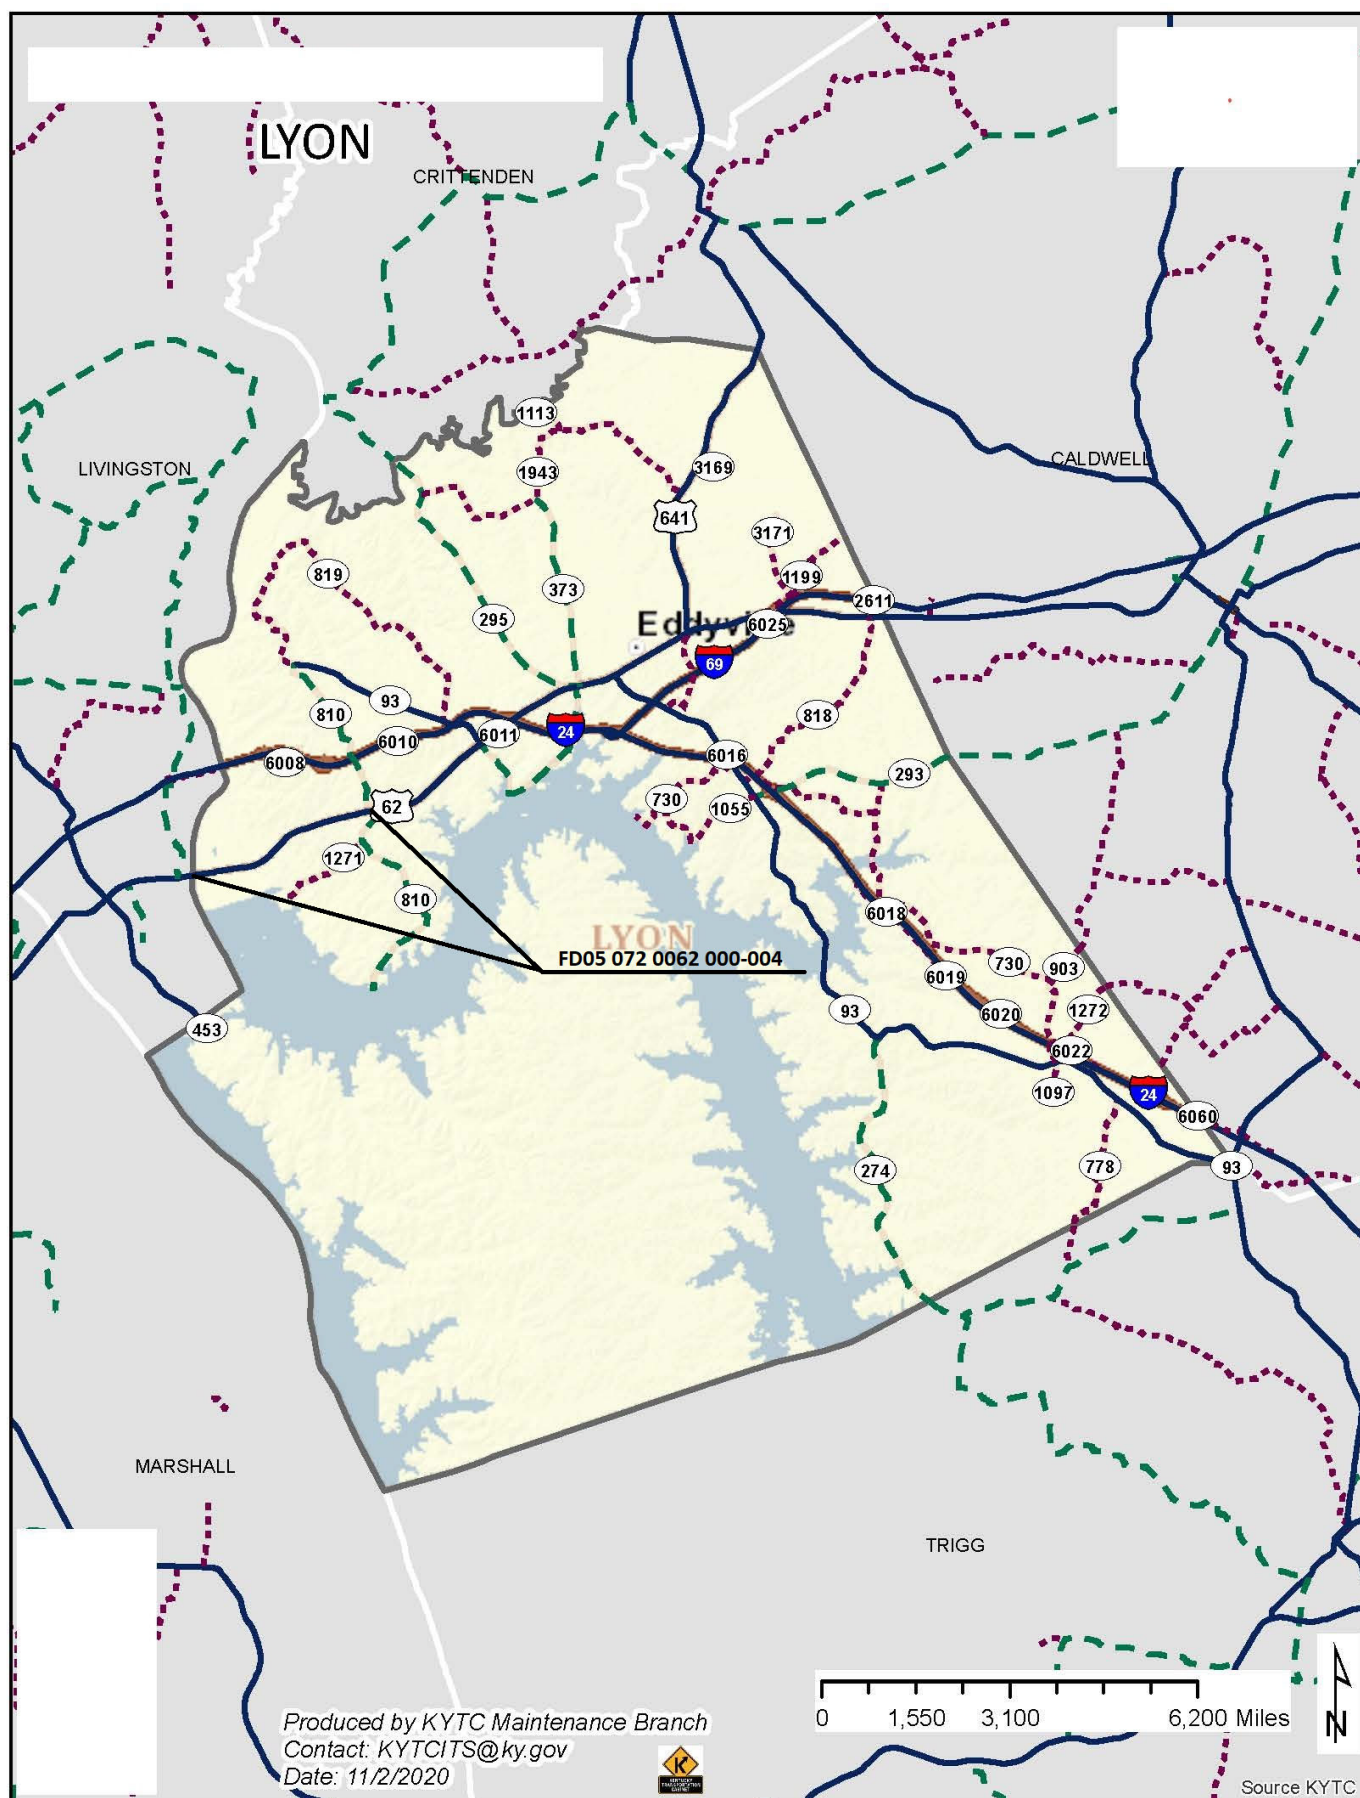 LYON
CRITTENDEN
1113
LIVINGSTON
1943
3169
CALDWELL
641
3171
819
373
1199
2611
295
Eddyville
6025
69
93
810
818
24
6011
6010
6016
6008
293
730
62
1055
1271
810
6018
LYON
FD05 072 0062 000-004
730
903
6019
93
6020
1272
453
6022
1097
24
6060
274
778
93
MARSHALL
TRIGG
0 1,550 3,100 6,200 Miles
N
Produced by KYTC Maintenance Branch
Contact: KYTCITS@ky.gov
Date: 11/2/2020
KENTUCKY
TRANSPORTATION
CABINET
Source KYTC